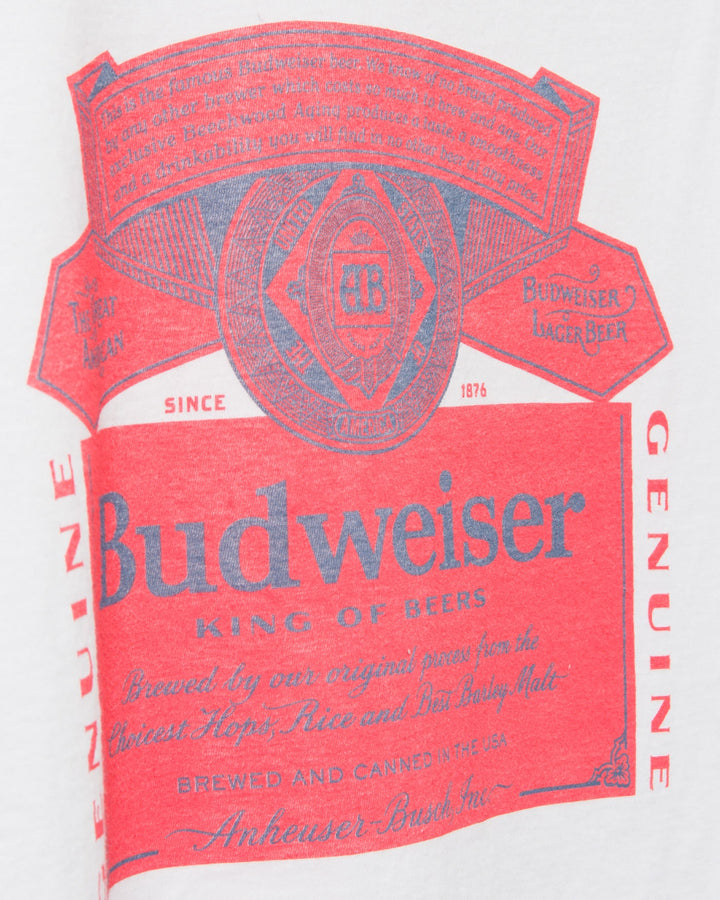 This is the famous Budweiser beer. We know of no brand produced
by any other brewer which costs so much to brew and age. Our
exclusive Beechwood Aging produces a taste, a smoothness
and a drinkability you will find in no other beer at any price.
THE GREAT
BUDWEISER
LAGER BEER
SINCE
1876
GENUINE
GENUINE
Budweiser
KING OF BEERS
Brewed by our original process from the
Choicest Hops, Rice and Best Barley Malt
BREWED AND CANNED IN THE USA
Anheuser-Busch, Inc